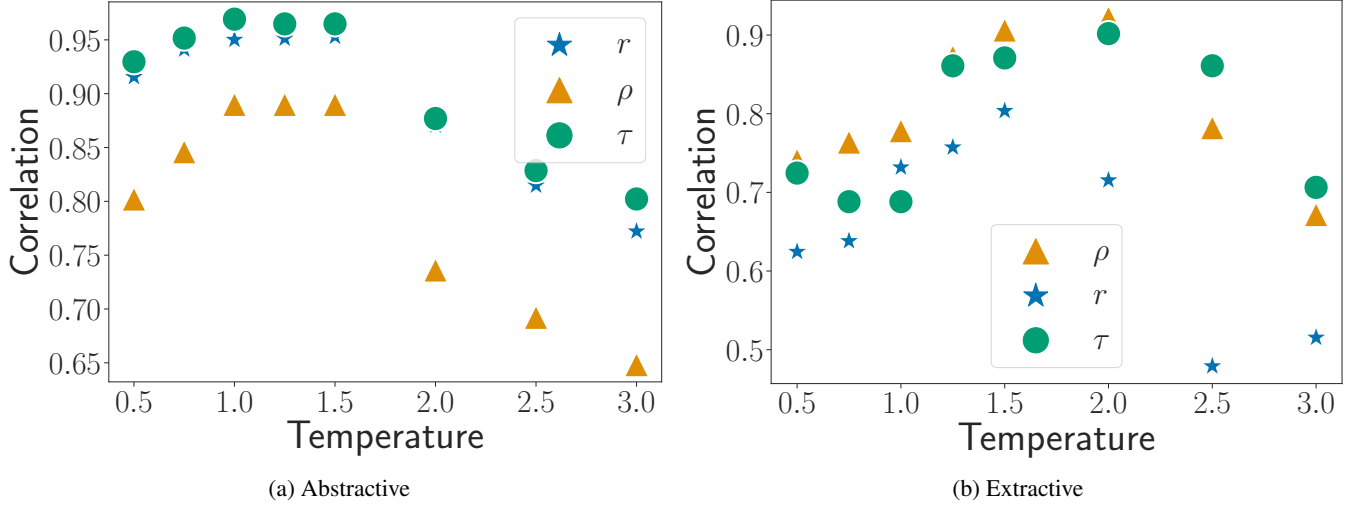 0.95
0.90
0.85
0.80
0.75
0.70
0.65
Correlation
r
ρ
τ
0.5 1.0 1.5 2.0 2.5 3.0
Temperature
(a) Abstractive
0.9
0.8
0.7
0.6
0.5
Correlation
ρ
r
τ
0.5 1.0 1.5 2.0 2.5 3.0
Temperature
(b) Extractive